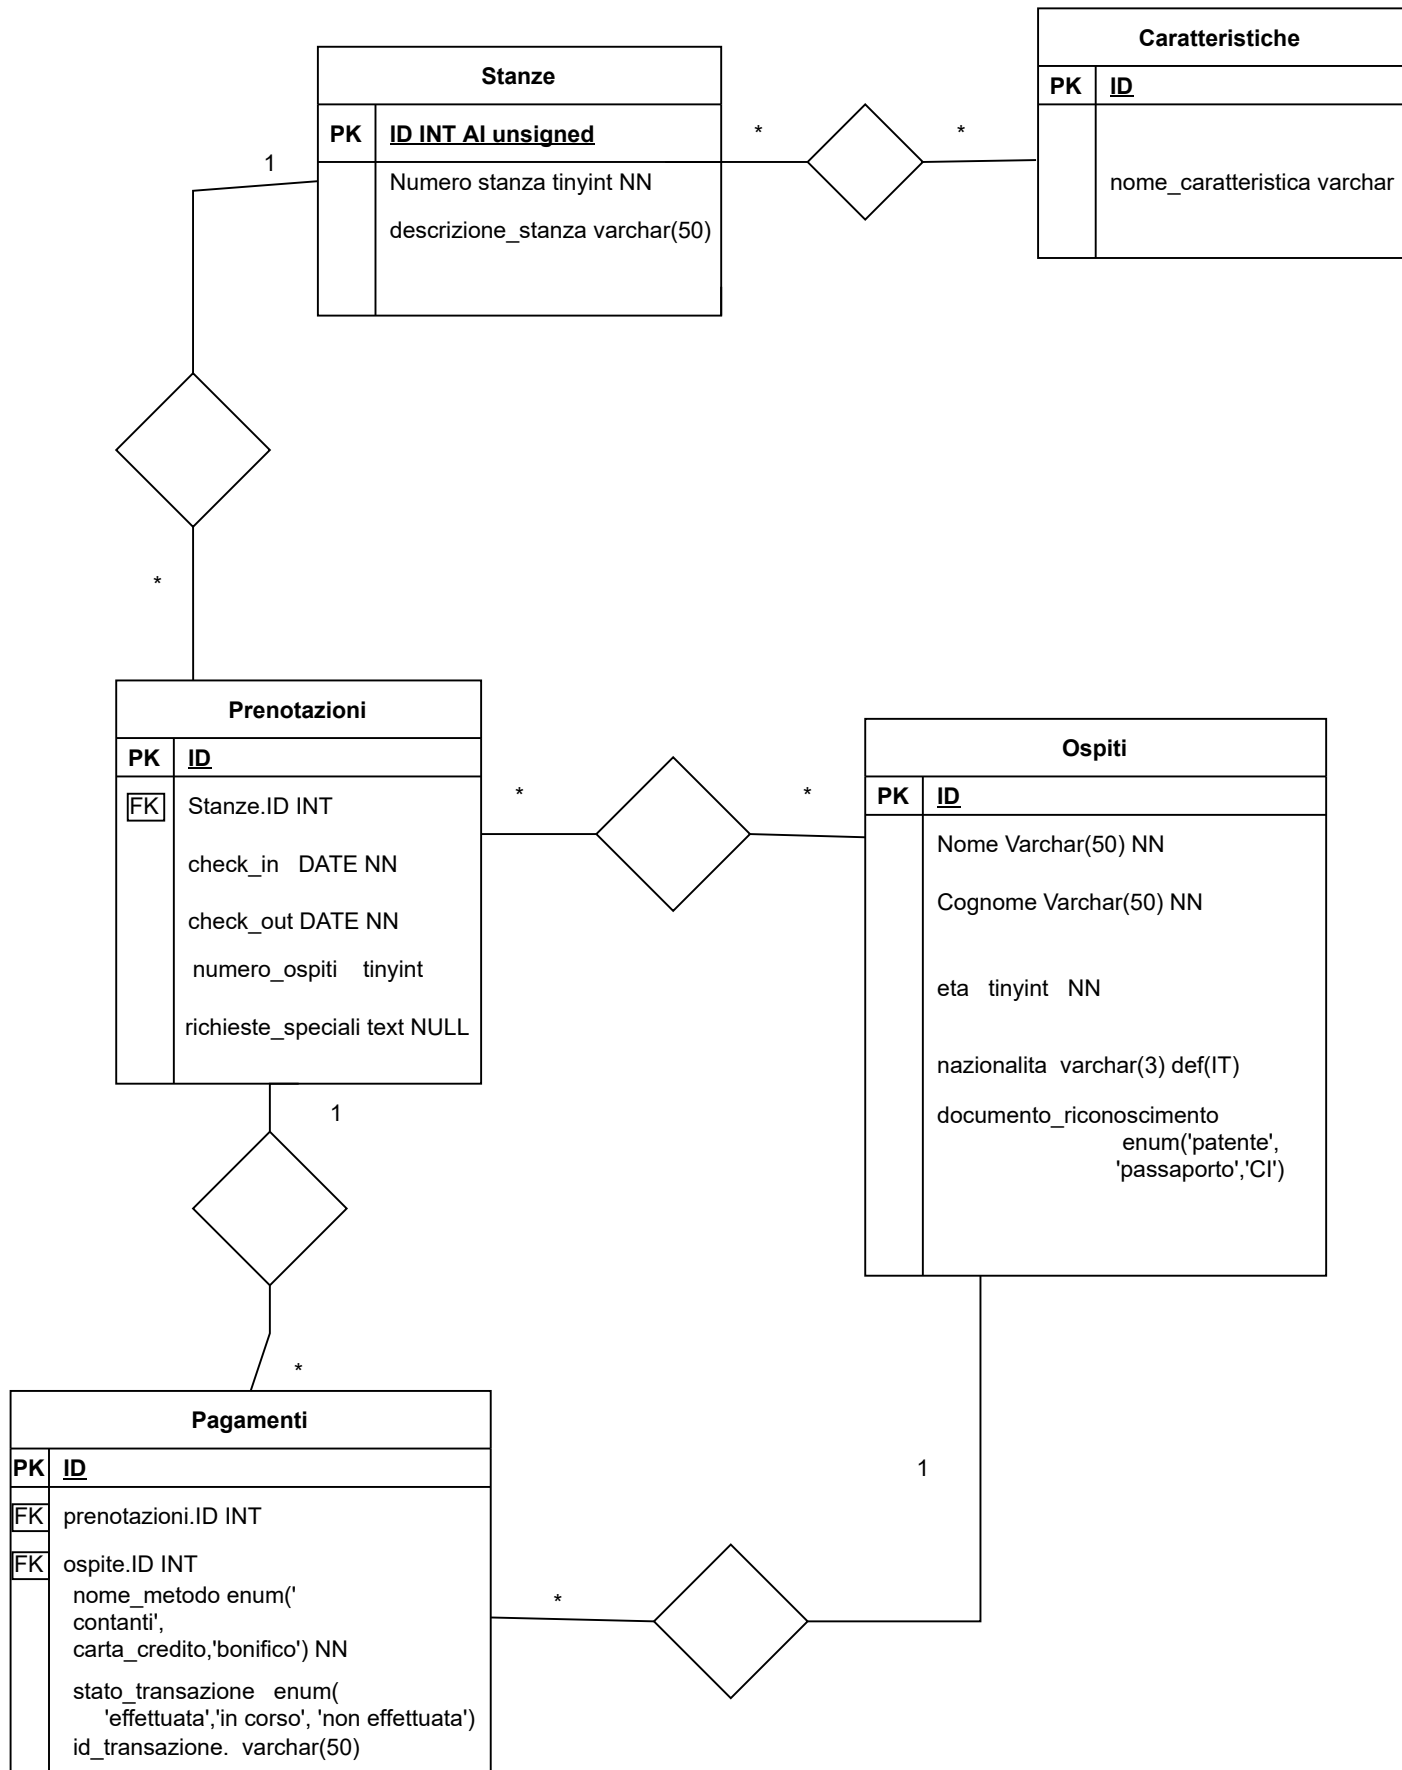 Caratteristiche
PK ID
nome_caratteristica varchar
Stanze
PK ID INT AI unsigned
Numero stanza tinyint NN
descrizione_stanza varchar(50)
* *
1
*
Prenotazioni
PK ID
FK Stanze.ID INT
check_in DATE NN
check_out DATE NN
numero_ospiti tinyint
richieste_speciali text NULL
* *
Ospiti
PK ID
Nome Varchar(50) NN
Cognome Varchar(50) NN
eta tinyint NN
nazionalita varchar(3) def(IT)
documento_riconoscimento
enum('patente',
'passaporto','CI')
1
*
Pagamenti
PK ID
FK prenotazioni.ID INT
FK ospite.ID INT
nome_metodo enum('
contanti',
carta_credito,'bonifico') NN
stato_transazione enum(
'effettuata','in corso', 'non effettuata')
id_transazione. varchar(50)
1
*